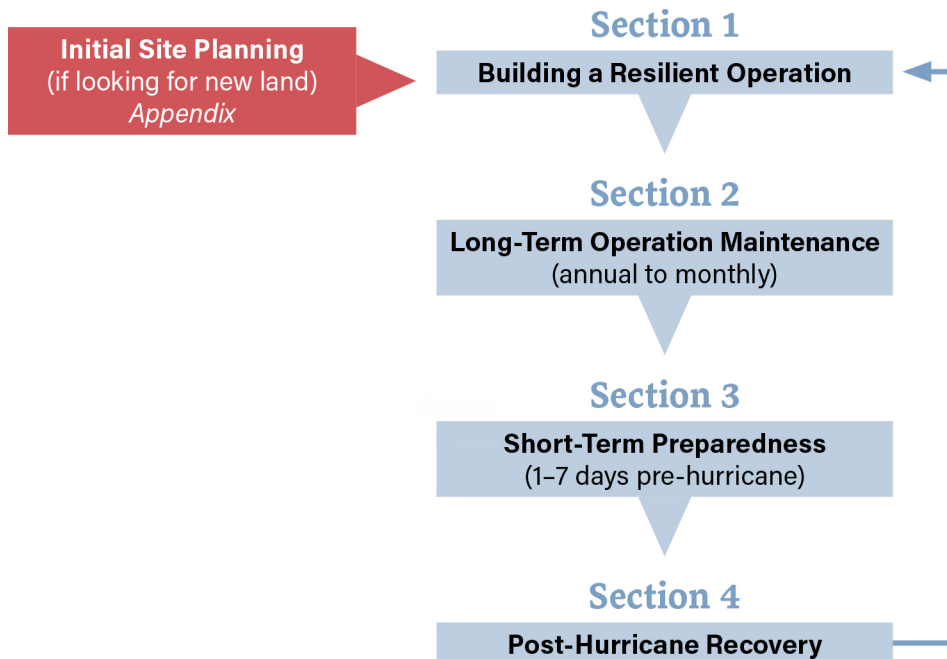 Initial Site Planning
(if looking for new land)
Appendix
Section 1
Building a Resilient Operation
Section 2
Long-Term Operation Maintenance
(annual to monthly)
Section 3
Short-Term Preparedness
(1–7 days pre-hurricane)
Section 4
Post-Hurricane Recovery